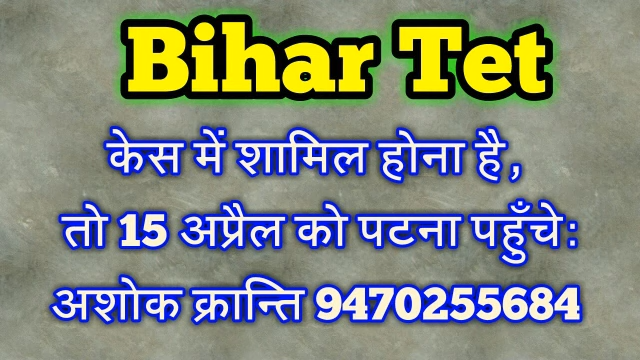 Bihar Tet
केस में शामिल होना है,
तो 15 अप्रैल को पटना पहुँचे:
अशोक क्रान्ति 9470255684